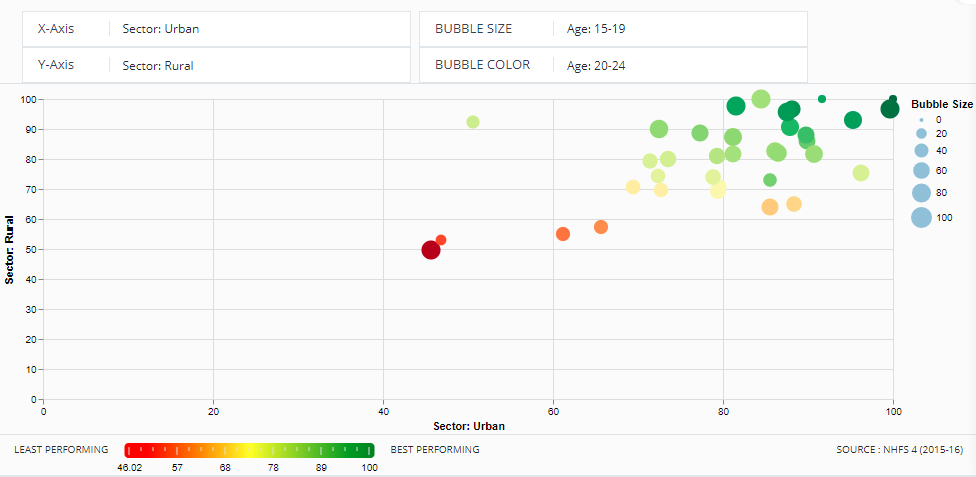 X-Axis Sector: Urban
BUBBLE SIZE Age: 15-19
Y-Axis Sector: Rural
BUBBLE COLOR Age: 20-24
Sector: Rural
100
90
80
70
60
50
40
30
20
10
0
0 20 40 60 80 100
Sector: Urban
Bubble Size
0
20
40
60
80
100
LEAST PERFORMING
46.02 57 68 78 89 100
BEST PERFORMING
SOURCE : NHFS 4 (2015-16)